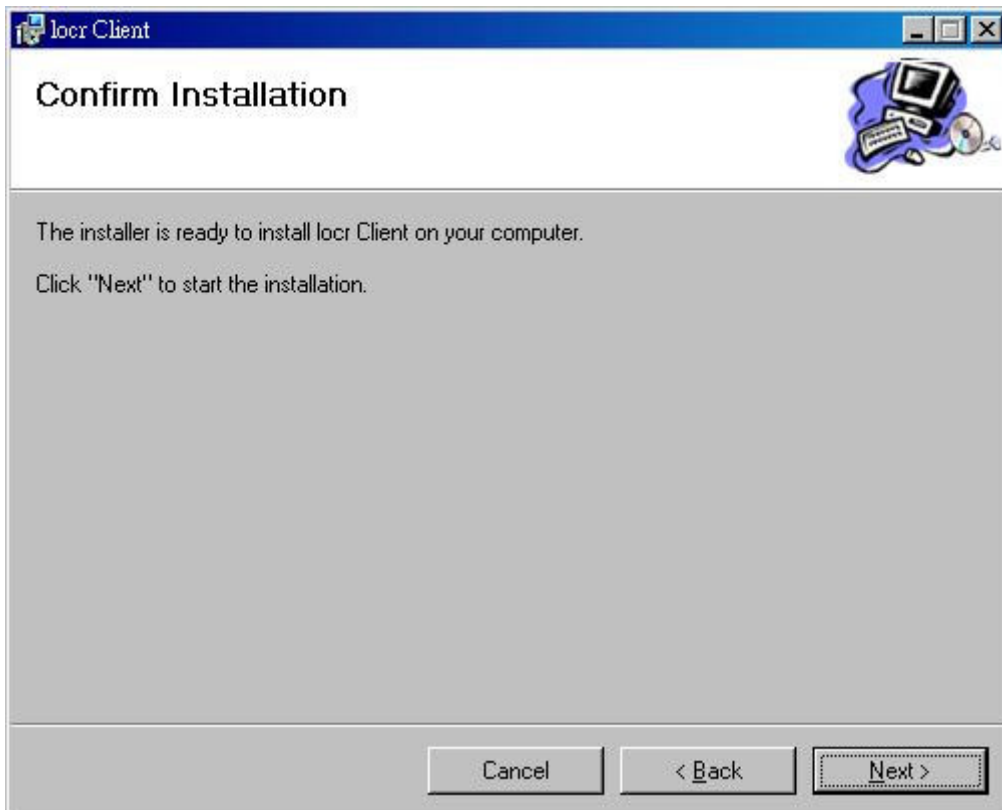 locr Client
Confirm Installation
The installer is ready to install locr Client on your computer.
Click "Next" to start the installation.
Cancel
< Back
Next >